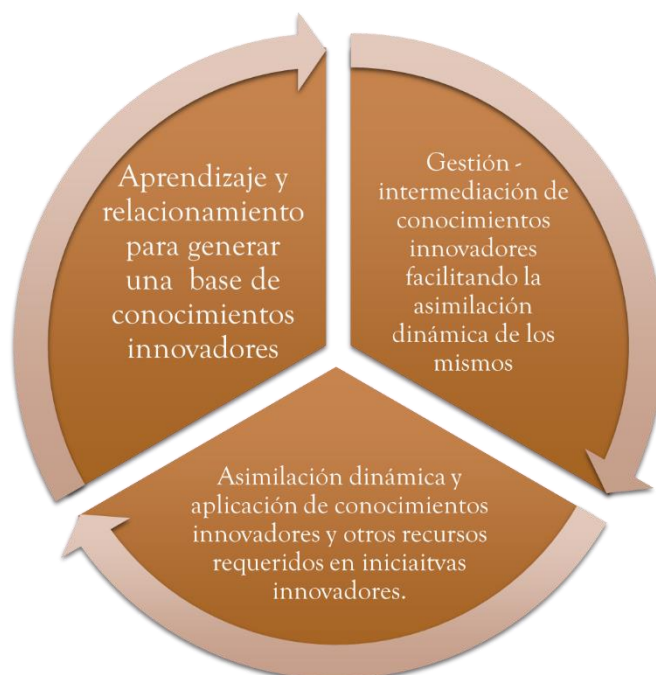 Aprendizaje y
relacionamiento
para generar
una base de
conocimientos
innovadores
Gestión -
intermediación de
conocimientos
innovadores
facilitando la
asimilación
dinámica de los
mismos
Asimilación dinámica y
aplicación de conocimientos
innovadores y otros recursos
requeridos en iniciaitvas
innovadores.